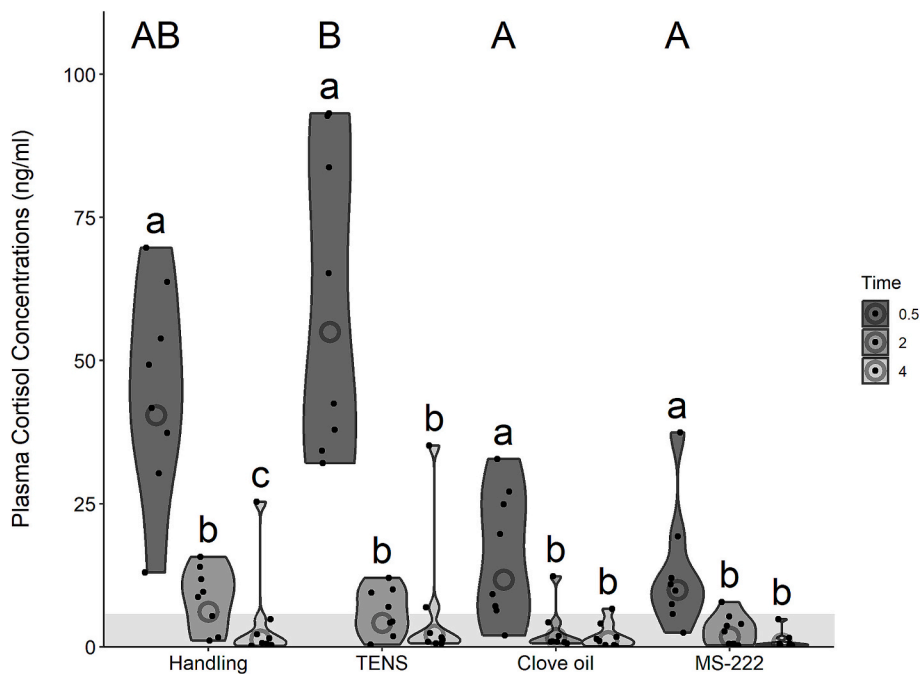 AB B A A
a
100
a
75
50
Plasma Cortisol Concentrations (ng/ml)
a
b
a
c
25
b
b
b
b
b
0
Handling TENS Clove oil MS-222
Time
0.5
2
4